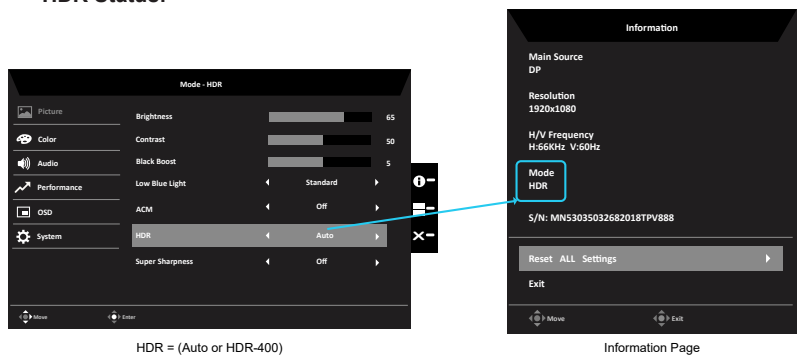 HDR Status:
Mode - HDR
Picture
Color
Audio
Performance
OSD
System
Brightness 65
Contrast 50
Black Boost 5
Low Blue Light Standard
ACM Off
HDR Auto
Super Sharpness Off
Move Enter
HDR = (Auto or HDR-400)
Information
Main Source
DP
Resolution
1920x1080
H/V Frequency
H:66KHz V:60Hz
Mode
HDR
S/N: MN53035032682018TPV888
Reset ALL Settings
Exit
Move Exit
Information Page